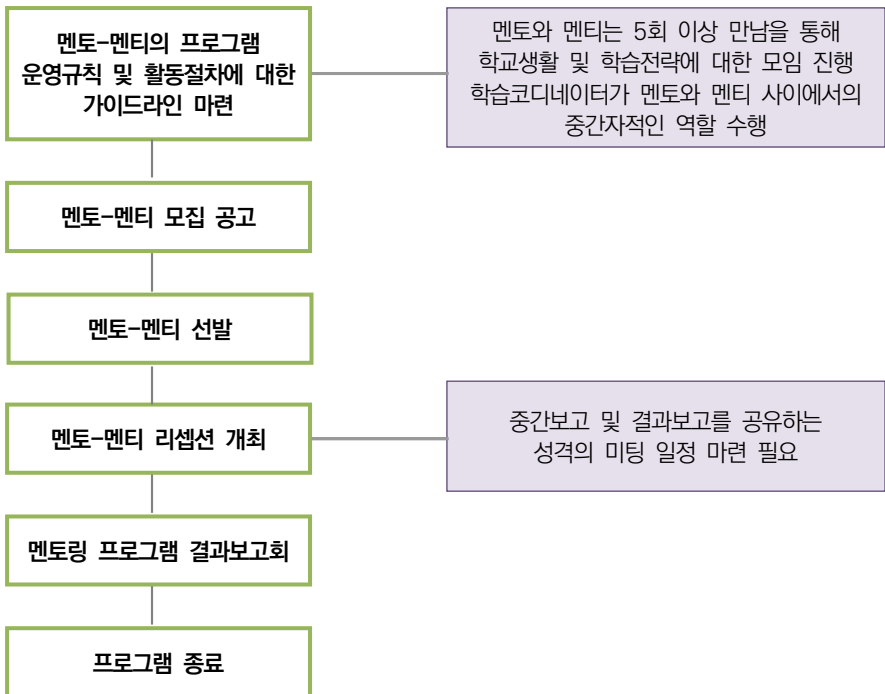 멘토-멘티의 프로그램
운영규칙 및 활동절차에 대한
가이드라인 마련
멘토와 멘티는 5회 이상 만남을 통해
학교생활 및 학습전략에 대한 모임 진행
학습코디네이터가 멘토와 멘티 사이에서의
중간자적인 역할 수행
멘토-멘티 모집 공고
멘토-멘티 선발
멘토-멘티 리셉션 개최
중간보고 및 결과보고를 공유하는
성격의 미팅 일정 마련 필요
멘토링 프로그램 결과보고회
프로그램 종료